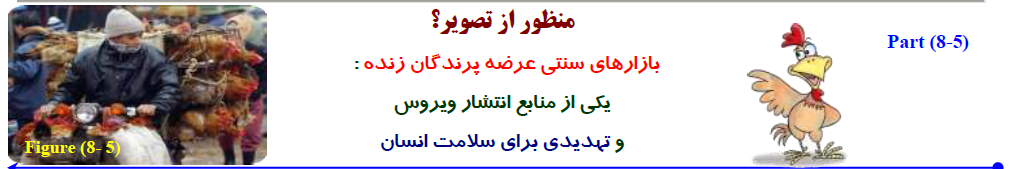 منظور از تصویر؟
Part (8-5)
بازارهای سنتی عرضه پرندگان زنده :
یکی از منابع انتشار ویروس
و تهدیدی برای سلامت انسان
Figure (8- 5)